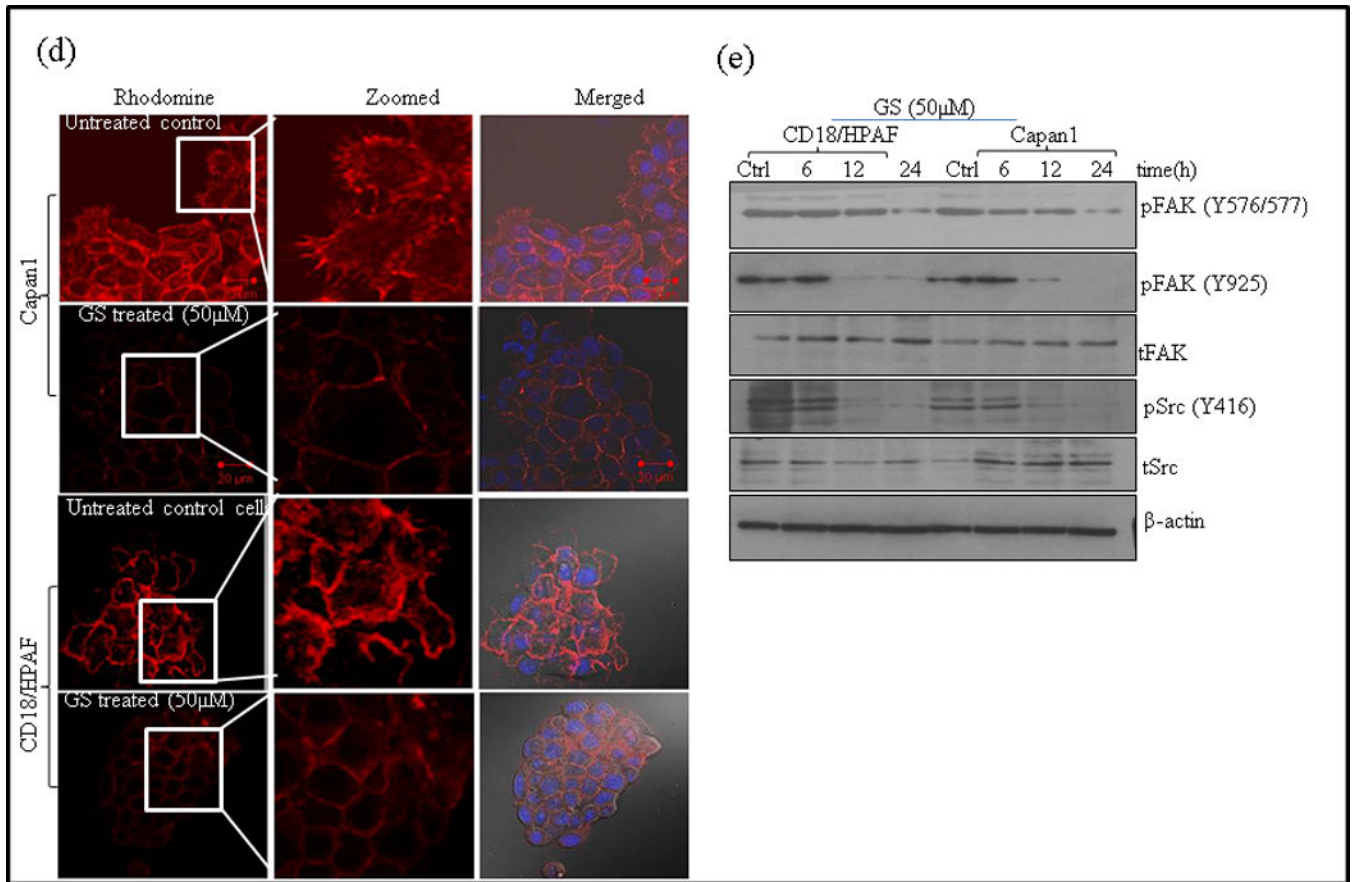 (d)
Rhodomine Zoomed Merged
Untreated control
Capan1
GS treated (50µM)
20 µm
20 µm
Untreated control cell
CD18/HPAF
GS treated (50µM)
(e)
GS (50µM)
CD18/HPAF Capan1
Ctrl 6 12 24 Ctrl 6 12 24 time(h)
pFAK (Y576/577)
pFAK (Y925)
tFAK
pSrc (Y416)
tSrc
β-actin